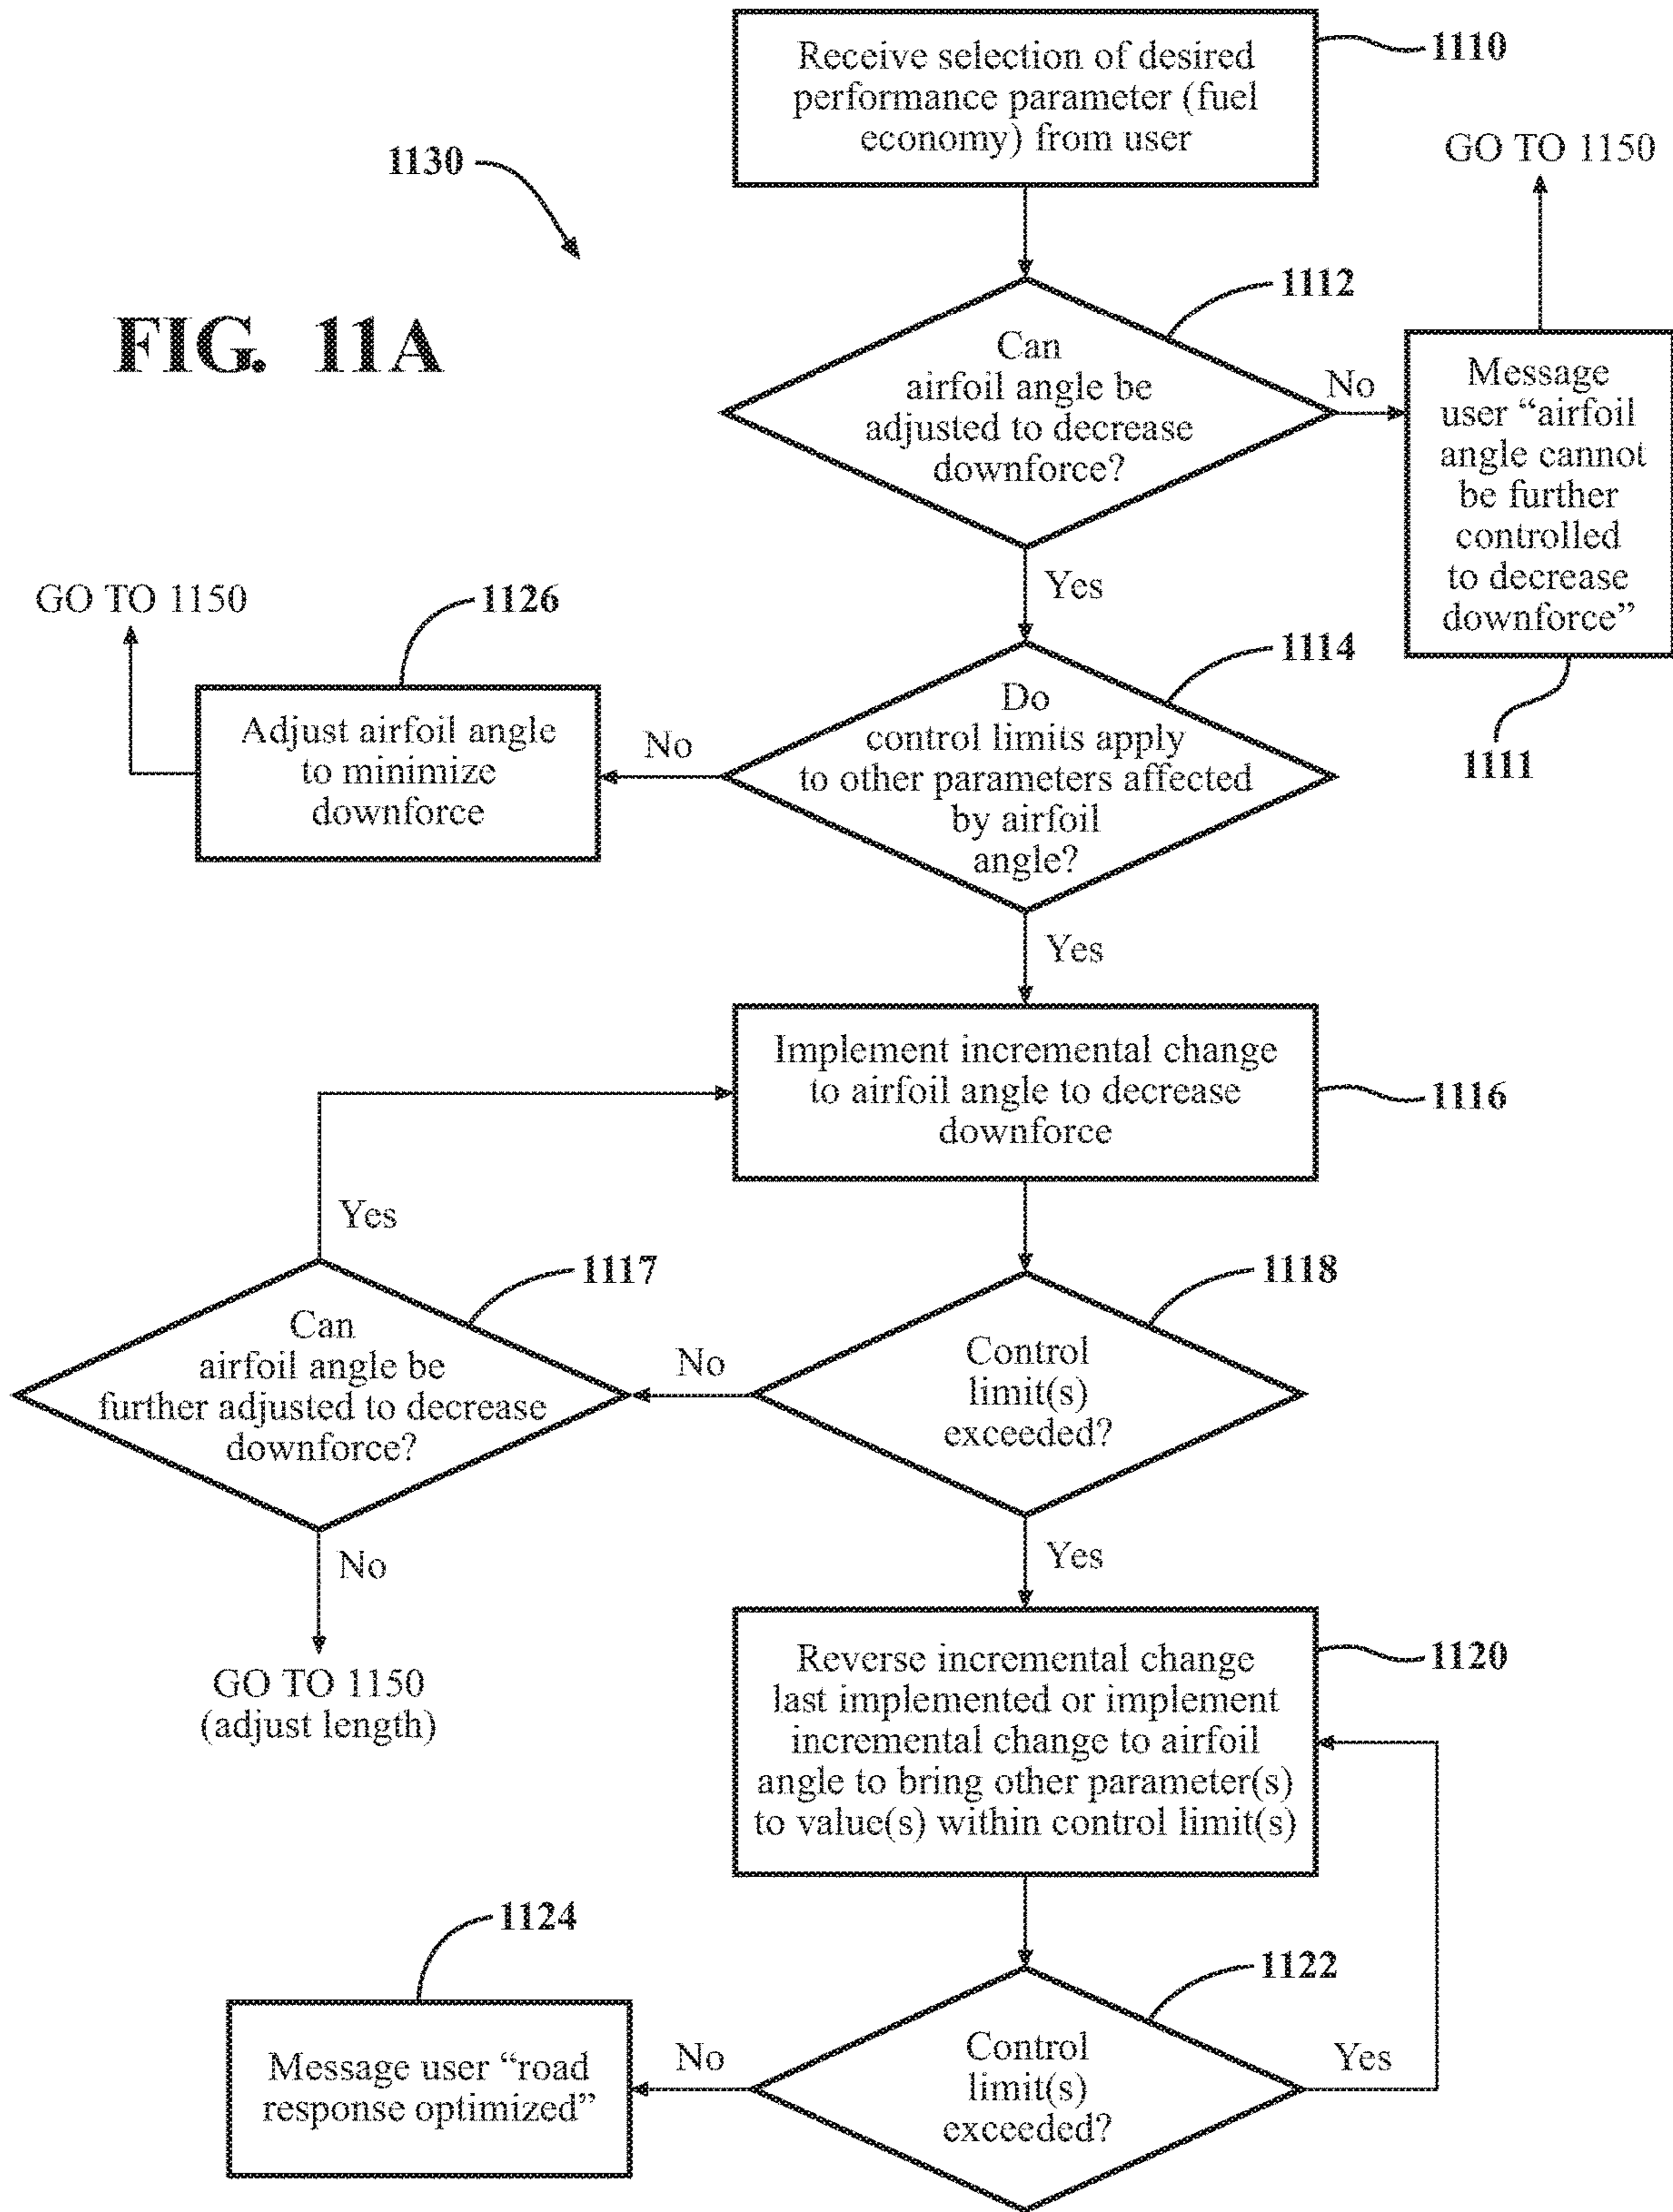 Receive selection of desired
performance parameter (fuel
economy) from user
1110
1130
GO TO 1150
FIG. 11A
1112
Can
airfoil angle be
adjusted to decrease
downforce?
No
Message
user “airfoil
angle cannot
be further
controlled
to decrease
downforce”
1111
Yes
GO TO 1150
1126
1114
Do
control limits apply
to other parameters affected
by airfoil
angle?
No
Adjust airfoil angle
to minimize
downforce
Yes
Implement incremental change
to airfoil angle to decrease
downforce
1116
Yes
1117
1118
Can
airfoil angle be
further adjusted to decrease
downforce?
No
Control
limit(s)
exceeded?
No
Yes
GO TO 1150
(adjust length)
Reverse incremental change
last implemented or implement
incremental change to airfoil
angle to bring other parameter(s)
to value(s) within control limit(s)
1120
1124
1122
Message user “road
response optimized”
No
Control
limit(s)
exceeded?
Yes